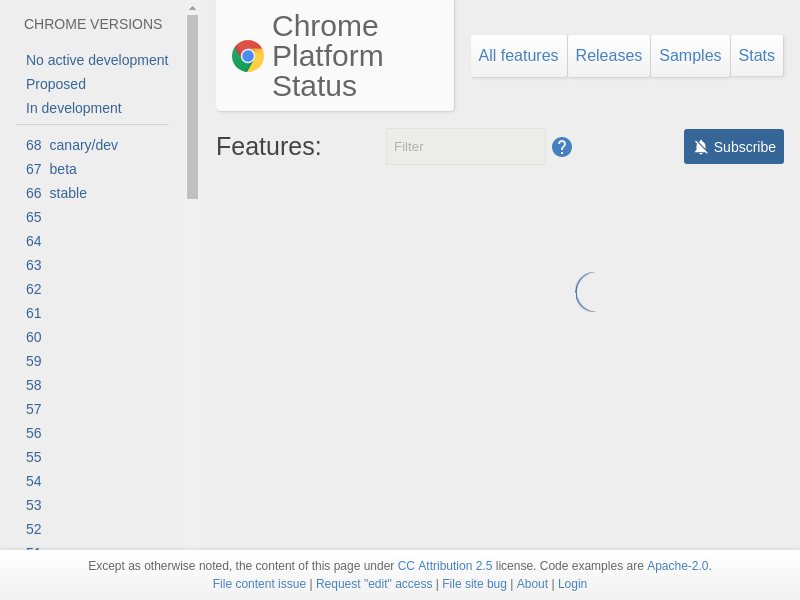 CHROME VERSIONS
No active development
Proposed
In development
68 canary/dev
67 beta
66 stable
65
64
63
62
61
60
59
58
57
56
55
54
53
52
Chrome
Platform
Status
All features
Releases
Samples
Stats
Features:
Filter
?
Subscribe
Except as otherwise noted, the content of this page under CC Attribution 2.5 license. Code examples are Apache-2.0.
File content issue | Request "edit" access | File site bug | About | Login